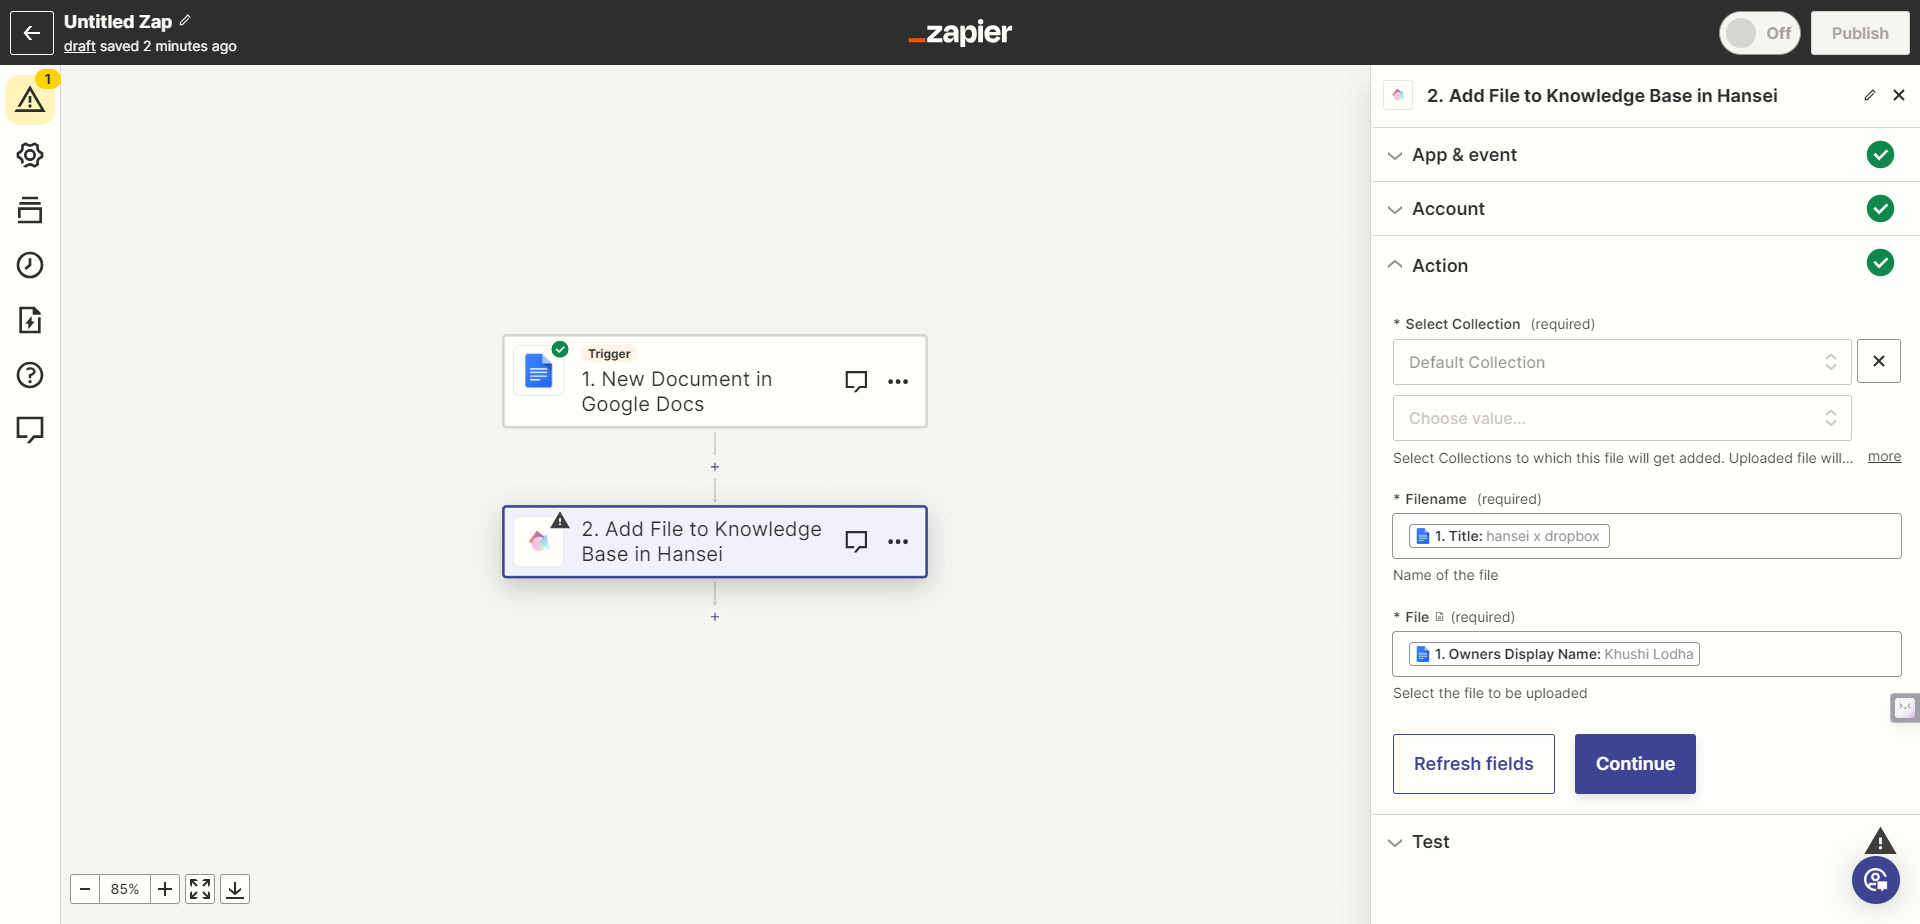 Untitled Zap
draft saved 2 minutes ago
zapier
Off
Publish
1
2. Add File to Knowledge Base in Hansei
App & event
Account
Action
* Select Collection (required)
Default Collection
Choose value...
Select Collections to which this file will get added. Uploaded file will... more
* Filename (required)
1. Title: hansei x dropbox
Name of the file
* File (required)
1. Owners Display Name: Khushi Lodha
Select the file to be uploaded
Refresh fields
Continue
Test
Trigger
1. New Document in
Google Docs
2. Add File to Knowledge
Base in Hansei
85%